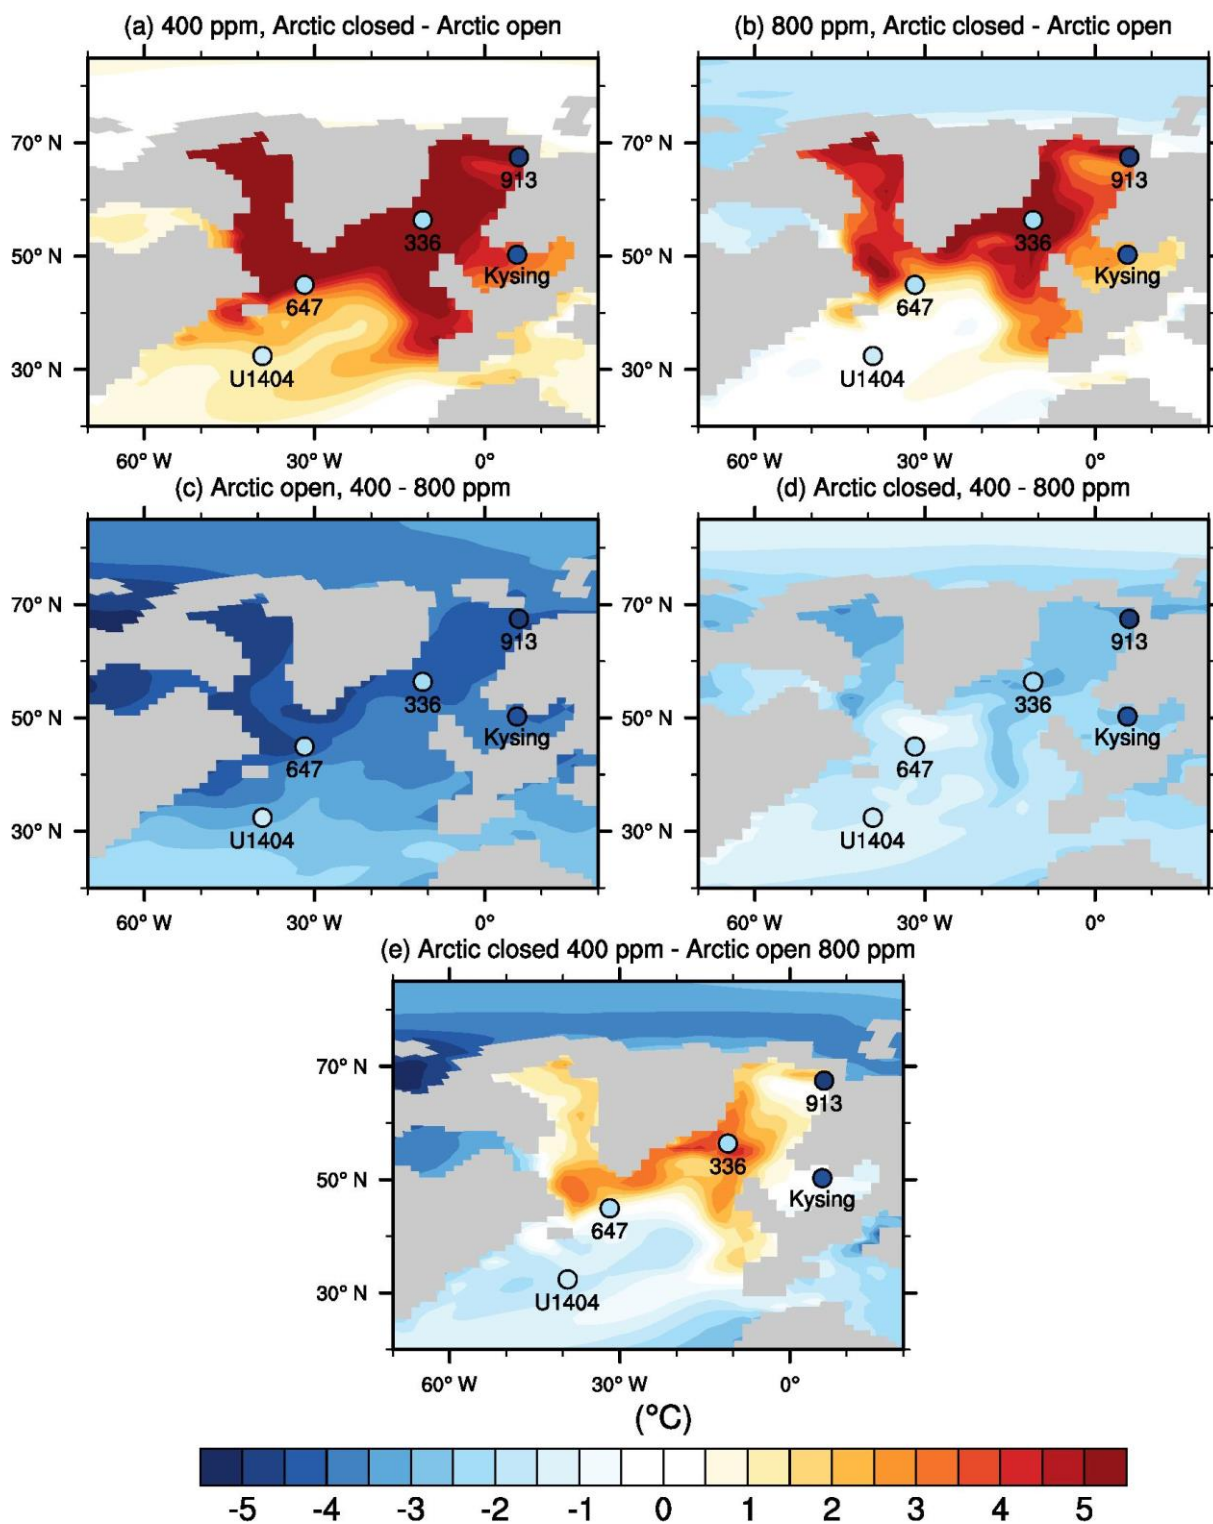 (a) 400 ppm, Arctic closed - Arctic open
(b) 800 ppm, Arctic closed - Arctic open
70° N
50° N
30° N
913
336
Kysing
647
U1404
60° W
30° W
0°
70° N
50° N
30° N
913
336
Kysing
647
U1404
60° W
30° W
0°
(c) Arctic open, 400 - 800 ppm
(d) Arctic closed, 400 - 800 ppm
70° N
50° N
30° N
913
336
Kysing
647
U1404
60° W
30° W
0°
70° N
50° N
30° N
913
336
Kysing
647
U1404
60° W
30° W
0°
(e) Arctic closed 400 ppm - Arctic open 800 ppm
70° N
50° N
30° N
913
336
Kysing
647
U1404
60° W
30° W
0°
(°C)
-5 -4 -3 -2 -1 0 1 2 3 4 5